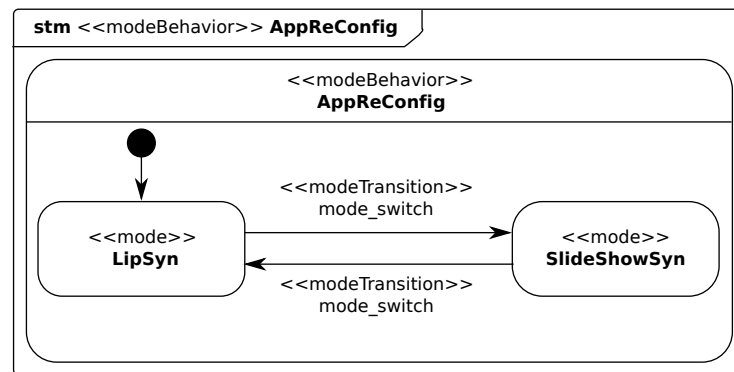 stm <<modeBehavior>> AppReConfig
<<modeBehavior>>
AppReConfig
<<modeTransition>>
mode_switch
<<mode>>
LipSyn
<<mode>>
SlideShowSyn
<<modeTransition>>
mode_switch